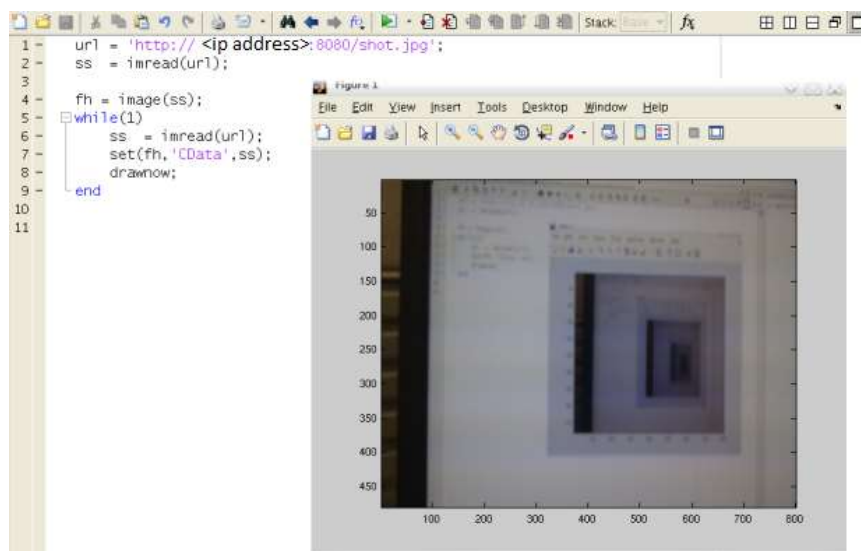 Stack:
fx
1 - url = 'http:// <ip address>:8080/shot.jpg';
2 - ss = imread(url);
3
4 - fh = image(ss);
5 - while(1)
6 - ss = imread(url);
7 - set(fh,'CData',ss);
8 - drawnow;
9 - end
10
11
Figure 1
File Edit View Insert Tools Desktop Window Help
50
100
150
200
250
300
350
400
450
100 200 300 400 500 600 700 800